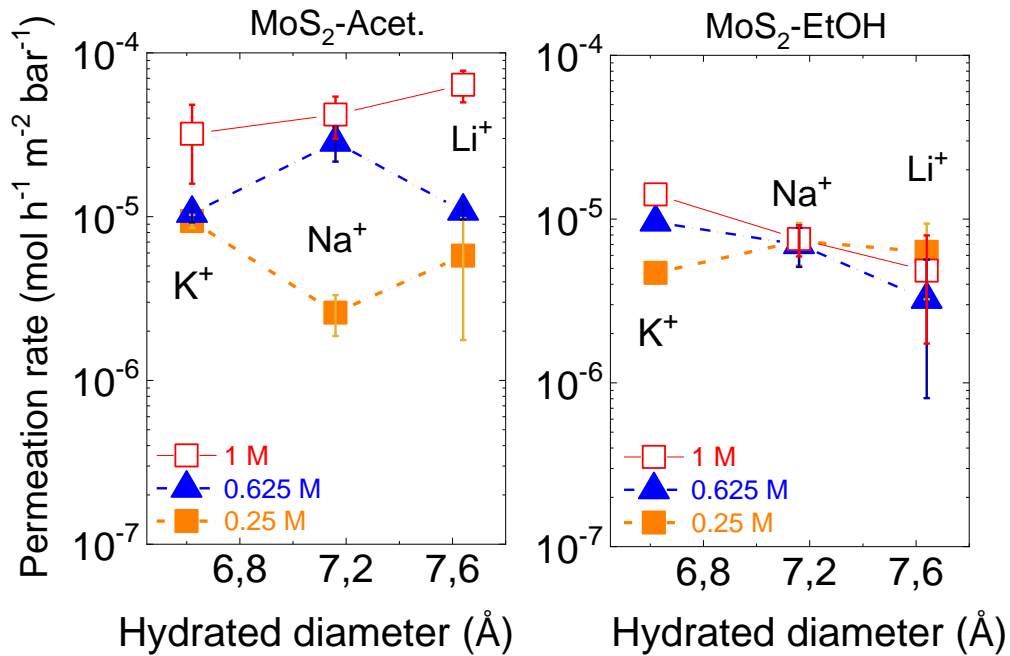 MoS₂-Acet.
Permeation rate (mol h⁻¹ m⁻² bar⁻¹)
10⁻⁴
10⁻⁵
10⁻⁶
10⁻⁷
K⁺
Na⁺
Li⁺
1 M
0.625 M
0.25 M
6,8 7,2 7,6
Hydrated diameter (Å)
MoS₂-EtOH
10⁻⁴
10⁻⁵
10⁻⁶
10⁻⁷
K⁺
Na⁺
Li⁺
1 M
0.625 M
0.25 M
6,8 7,2 7,6
Hydrated diameter (Å)